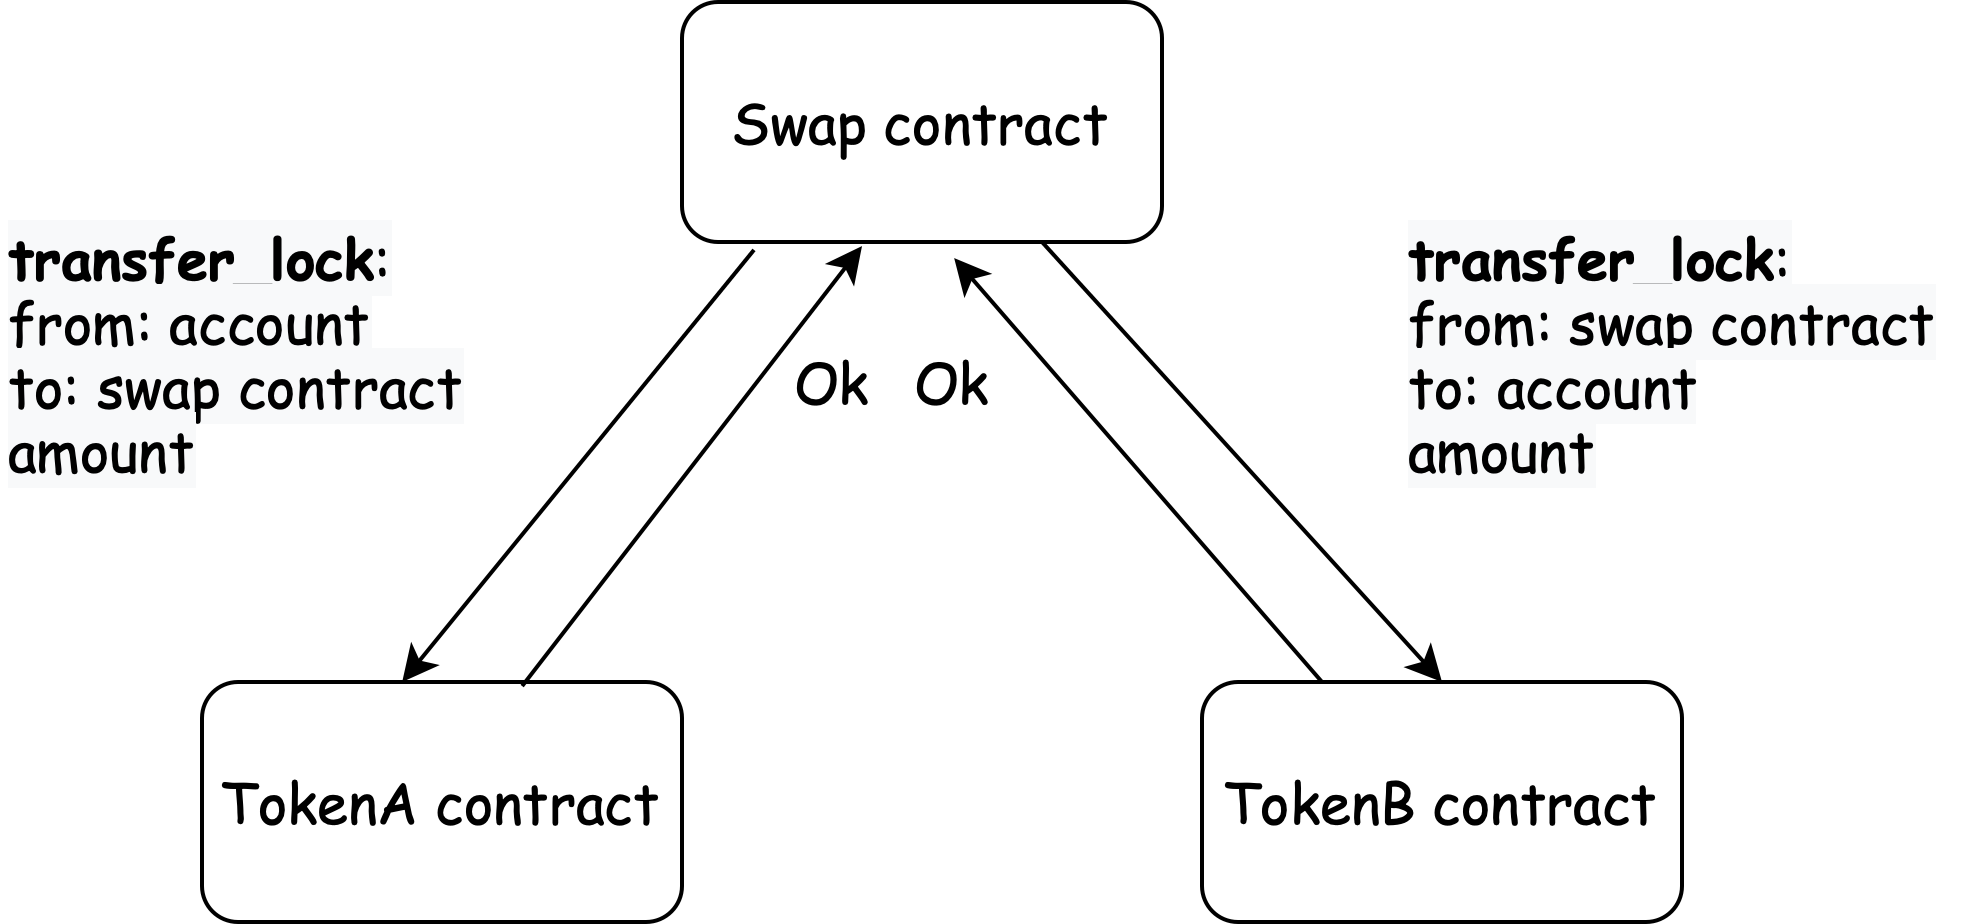 Swap contract
transfer_lock:
from: account
to: swap contract
amount
transfer_lock:
from: swap contract
to: account
amount
Ok Ok
TokenA contract
TokenB contract